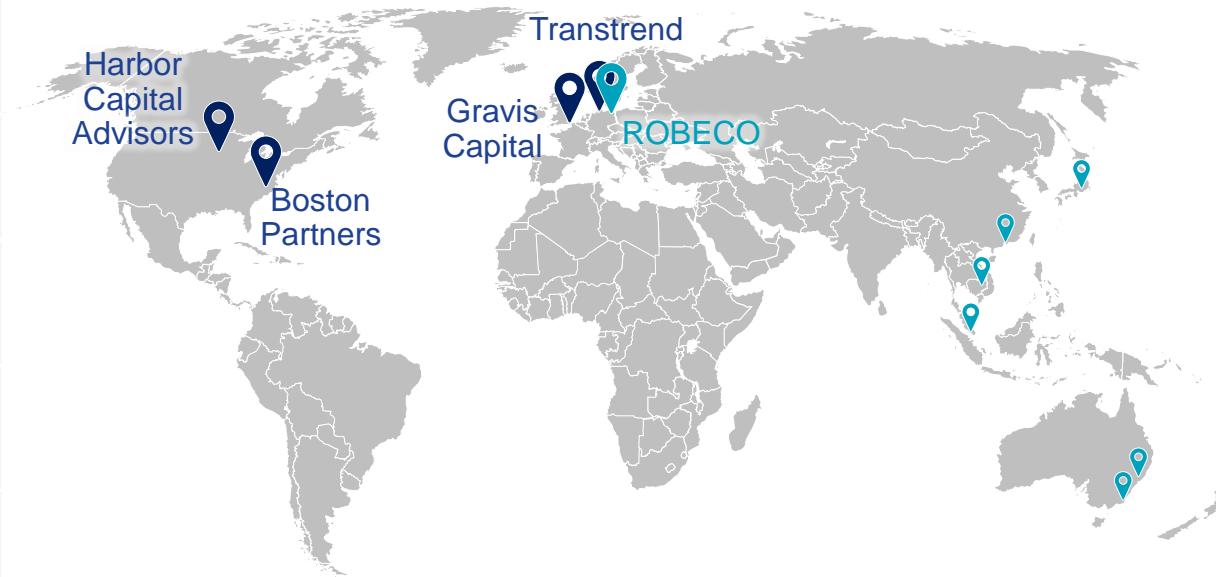 Transtrend
Harbor
Capital
Advisors
Gravis
Capital
ROBECO
Boston
Partners